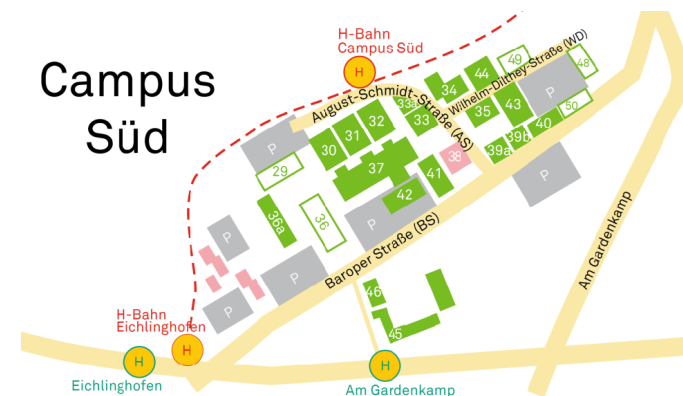 Campus
Süd
H-Bahn
Campus Süd
H
August-Schmidt-Straße (AS)
Wilhelm-Dilthey-Straße (WD)
49
48
44
34
33a
P
50
43
35
33
32
31
30
P
29
40
39b
39a
38
41
37
42
P
P
36a
36
P
P
P
Baroper Straße (BS)
Am Gardenkamp
46
45
H-Bahn
Eichlinghofen
H
H
Eichlinghofen
H
Am Gardenkamp